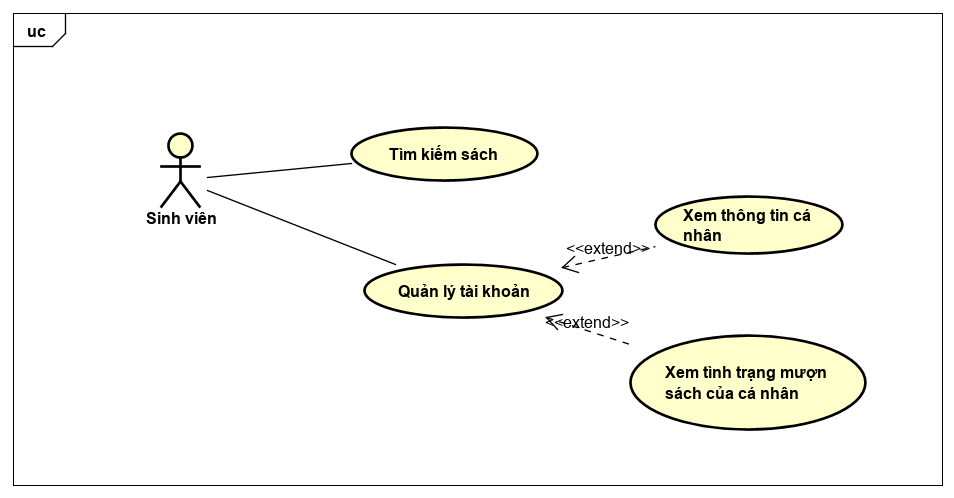 uc
Tìm kiếm sách
Sinh viên
Xem thông tin cá
nhân
<<extend>>
Quản lý tài khoản
<<extend>>
Xem tình trạng mượn
sách của cá nhân